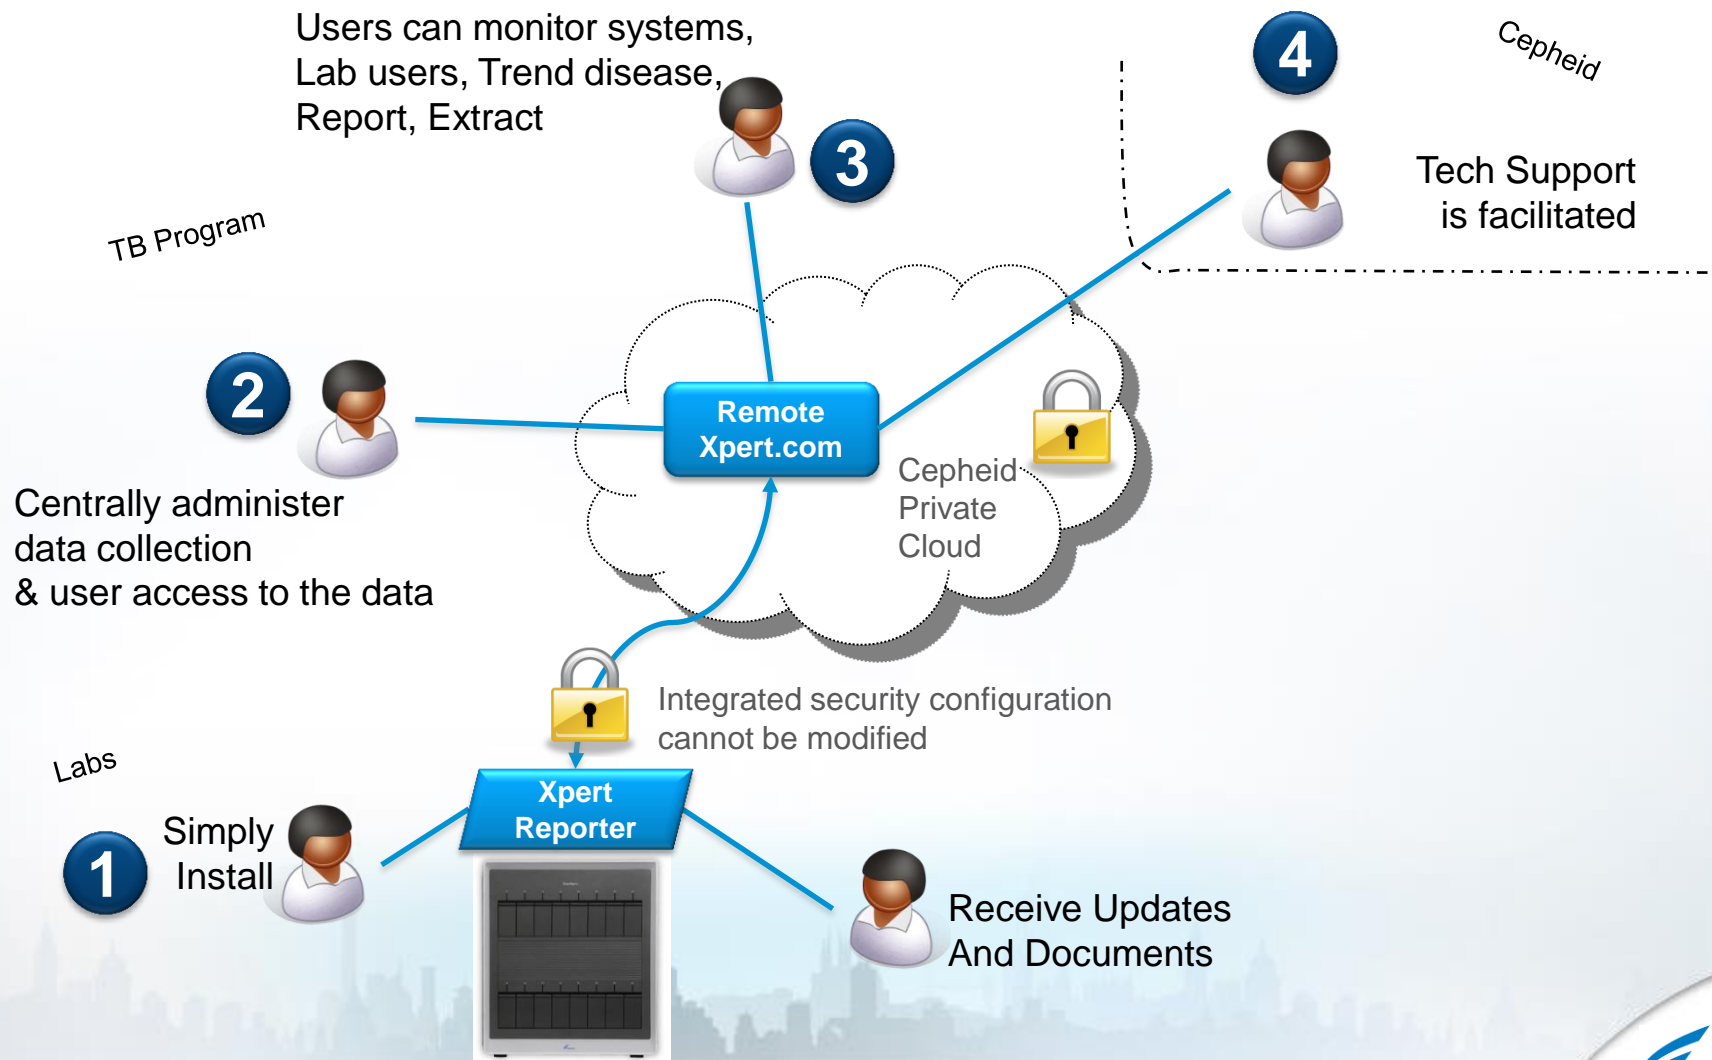 Users can monitor systems,
Lab users, Trend disease,
Report, Extract
3
4
Cepheid
Tech Support
is facilitated
TB Program
2
Centrally administer
data collection
& user access to the data
Remote
Xpert.com
Cepheid
Private
Cloud
Integrated security configuration
cannot be modified
Labs
1
Simply
Install
Xpert
Reporter
Receive Updates
And Documents